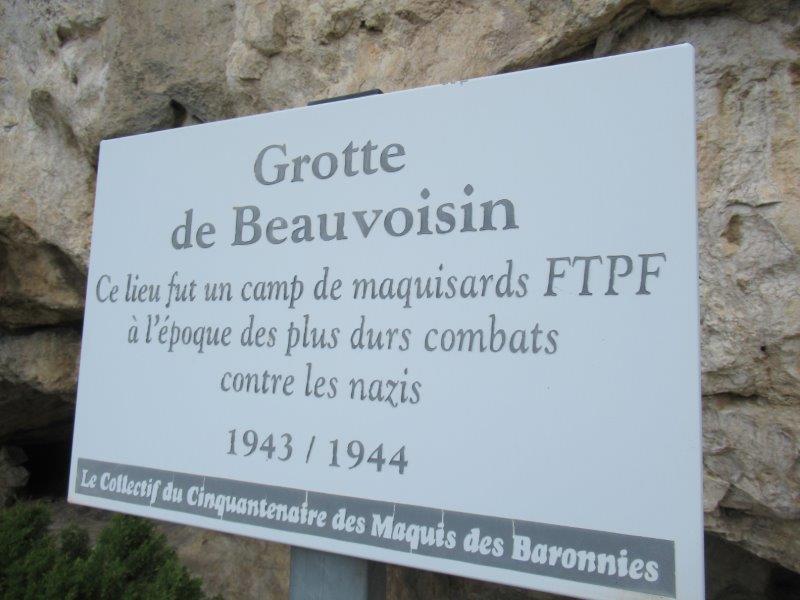 Grotte
de Beauvoisin
Ce lieu fut un camp de maquisards FTPF
à l'époque des plus durs combats
contre les nazis
1943 / 1944
Le Collectif du Cinquantenaire des Maquis des Baronnies